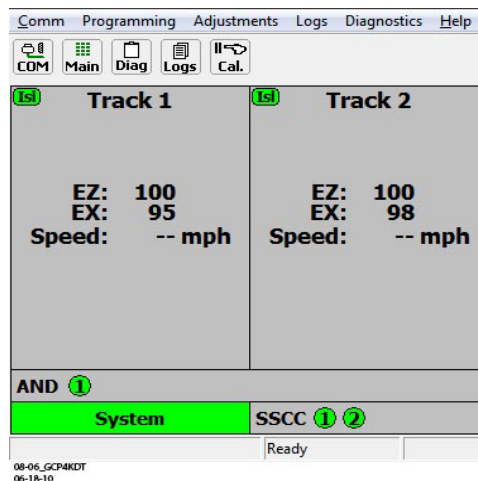 Comm Programming Adjustments Logs Diagnostics Help
COM Main Diag Logs Cal.
Isl Track 1 Isl Track 2
EZ: 100 EZ: 100
EX: 95 EX: 98
Speed: -- mph Speed: -- mph
AND 1
System SSCC 1 2
Ready
08-06_GCP4KDT
06-18-10